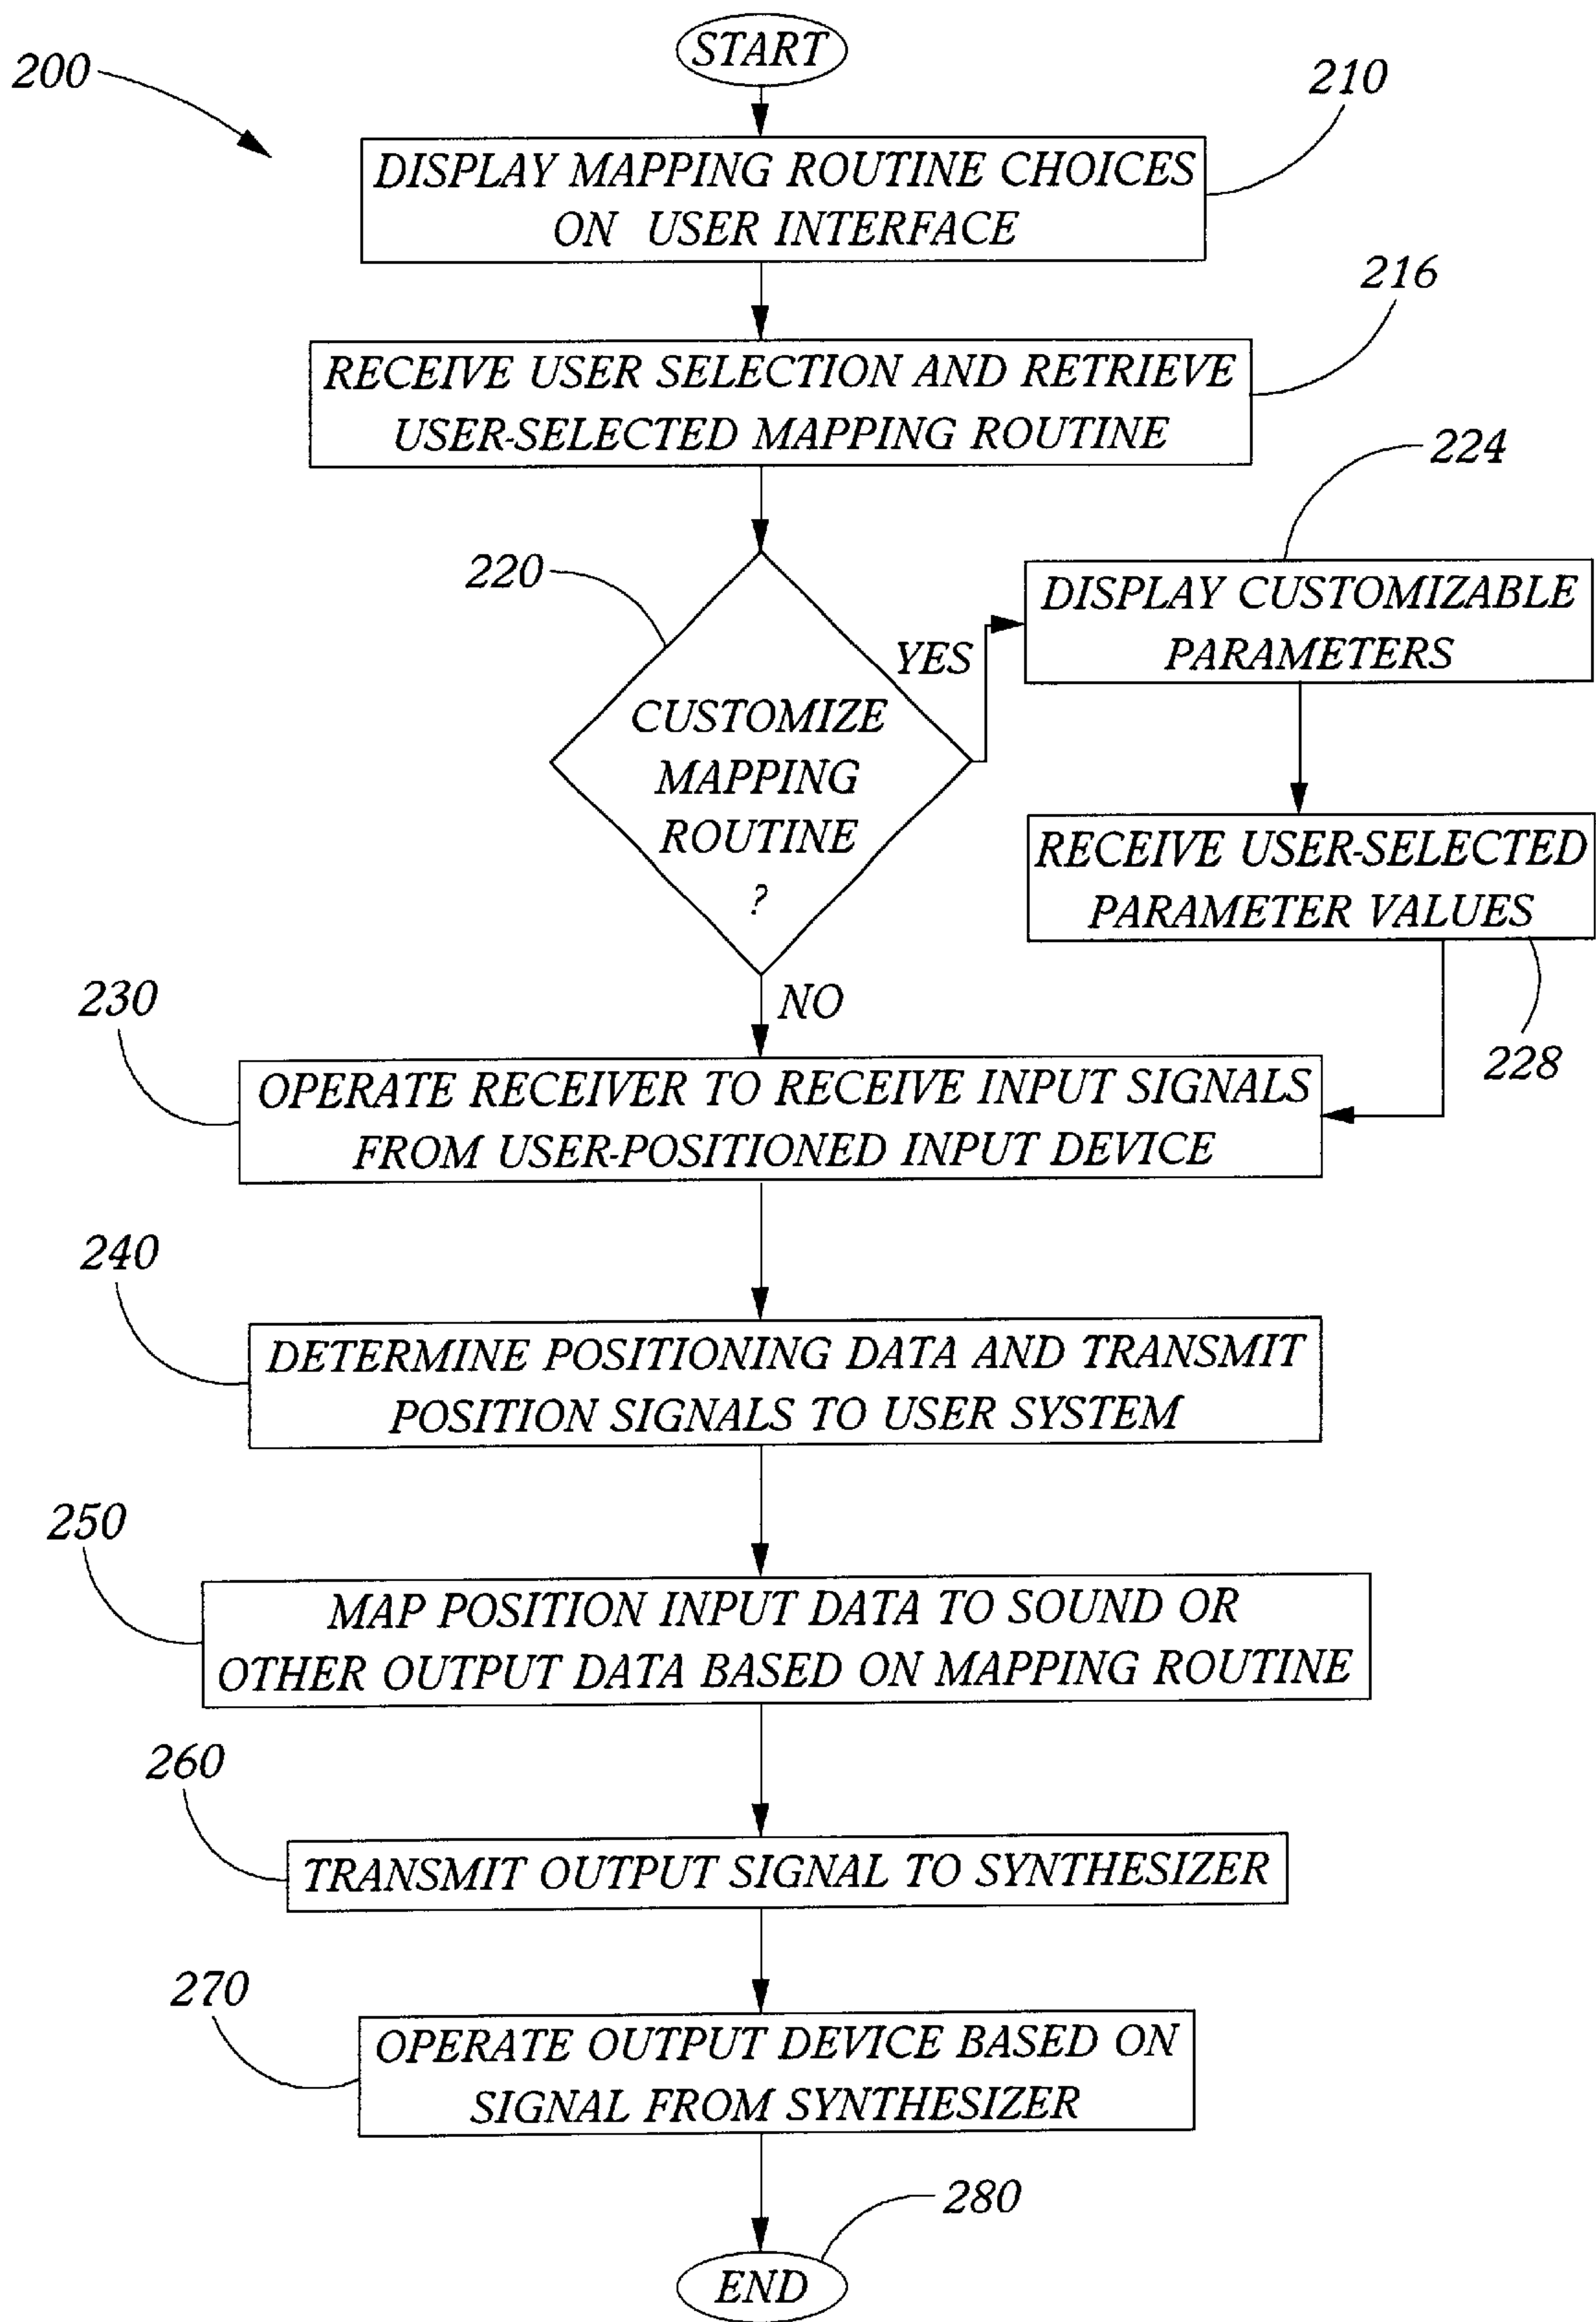 START
200
210
DISPLAY MAPPING ROUTINE CHOICES
ON USER INTERFACE
216
RECEIVE USER SELECTION AND RETRIEVE
USER-SELECTED MAPPING ROUTINE
224
220
DISPLAY CUSTOMIZABLE
PARAMETERS
YES
CUSTOMIZE
MAPPING
ROUTINE
?
RECEIVE USER-SELECTED
PARAMETER VALUES
NO
230
228
OPERATE RECEIVER TO RECEIVE INPUT SIGNALS
FROM USER-POSITIONED INPUT DEVICE
240
DETERMINE POSITIONING DATA AND TRANSMIT
POSITION SIGNALS TO USER SYSTEM
250
MAP POSITION INPUT DATA TO SOUND OR
OTHER OUTPUT DATA BASED ON MAPPING ROUTINE
260
TRANSMIT OUTPUT SIGNAL TO SYNTHESIZER
270
OPERATE OUTPUT DEVICE BASED ON
SIGNAL FROM SYNTHESIZER
280
END